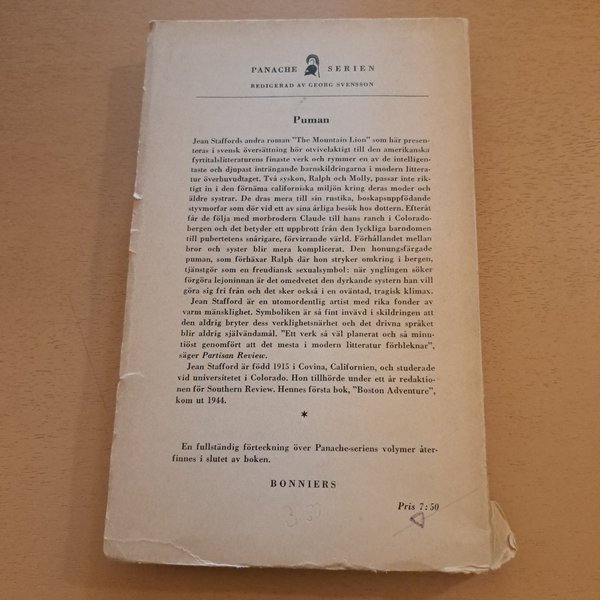 PANACHE SERIEN
REDIGERAD AV GEORG SVENSSON
Puman
Jean Staffords andra roman "The Mountain Lion" som här presen-
teras i svensk översättning hör otvivelaktigt till den amerikanska
fyrtitalslitteraturens finaste verk och rymmer en av de intelligen-
taste och djupast inträngande barnskildringarna i modern littera-
tur överhuvudtaget. Två syskon, Ralph och Molly, passar inte rik-
tigt in i den förnäma californiska miljön kring deras moder och
äldre systrar. De dras mera till sin rustika, boskapsuppfödande
styvmorfar som dör vid ett av sina årliga besök hos dottern. Efteråt
får de följa med morbrodern Claude till hans ranch i Colorado-
bergen och det betyder ett uppbrott från den lyckliga barndomen
till pubertetens snårigare, förvirrande värld. Förhållandet mellan
bror och syster blir mera komplicerat. Den honungsfärgade
puman, som förhäxar Ralph där hon stryker omkring i bergen,
tjänstgör som en freudiansk sexualsymbol: när ynglingen söker
förgöra lejoninnan är det omedvetet den dyrkande systern han vill
göra sig fri från och det sker också i en oväntad, tragisk klimax.
Jean Stafford är en utomordentlig artist med rika fonder av
varm mänsklighet. Symboliken är så fint invävd i skildringen att
den aldrig bryter dess verklighetsnärhet och det drivna språket
blir aldrig självändamål. "Ett verk så väl planerat och så minu-
tiöst genomfört att det mesta i modern litteratur förbleknar",
säger Partisan Review.
Jean Stafford är född 1915 i Covina, Californien, och studerade
vid universitetet i Colorado. Hon tillhörde under ett år redaktio-
nen för Southern Review. Hennes första bok, "Boston Adventure",
kom ut 1944.
*
En fullständig förteckning över Panache-seriens volymer åter-
finnes i slutet av boken.
BONNIERS
Pris 7:50